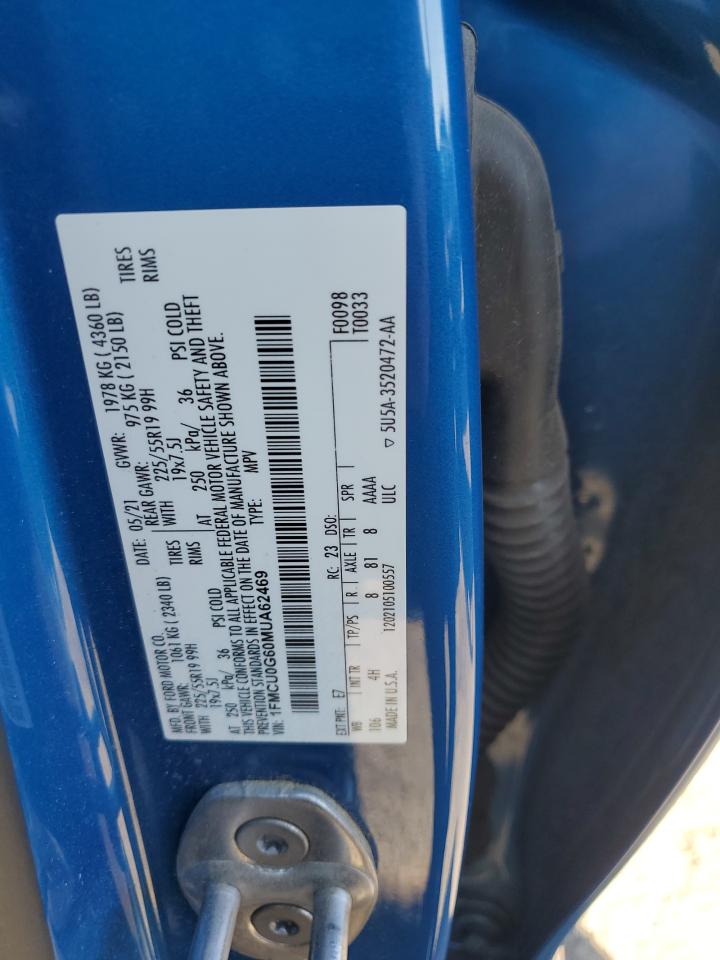 MFD. BY FORD MOTOR CO.
DATE: 05/21 GVWR: 1978 KG ( 4360 LB)
FRONT GAWR: 1061 KG ( 2340 LB) REAR GAWR: 975 KG ( 2150 LB)
WITH 225/55R19 99H TIRES WITH 225/55R19 99H TIRES
19x7.5J RIMS 19x7.5J RIMS
AT 250 kPa/ 36 PSI COLD AT 250 kPa/ 36 PSI COLD
THIS VEHICLE CONFORMS TO ALL APPLICABLE FEDERAL MOTOR VEHICLE SAFETY AND THEFT
PREVENTION STANDARDS IN EFFECT ON THE DATE OF MANUFACTURE SHOWN ABOVE.
VIN: 1FMCU0G60MUA62469 TYPE: MPV
F0098
EXT PNT: E7 RC: 23 DSO: T0033
WB INT TR TP/PS R AXLE TR SPR
106 4H 8 81 8 AAAA
MADE IN U.S.A. 1202105100557 ULC ▽ 5U5A-3520472-AA